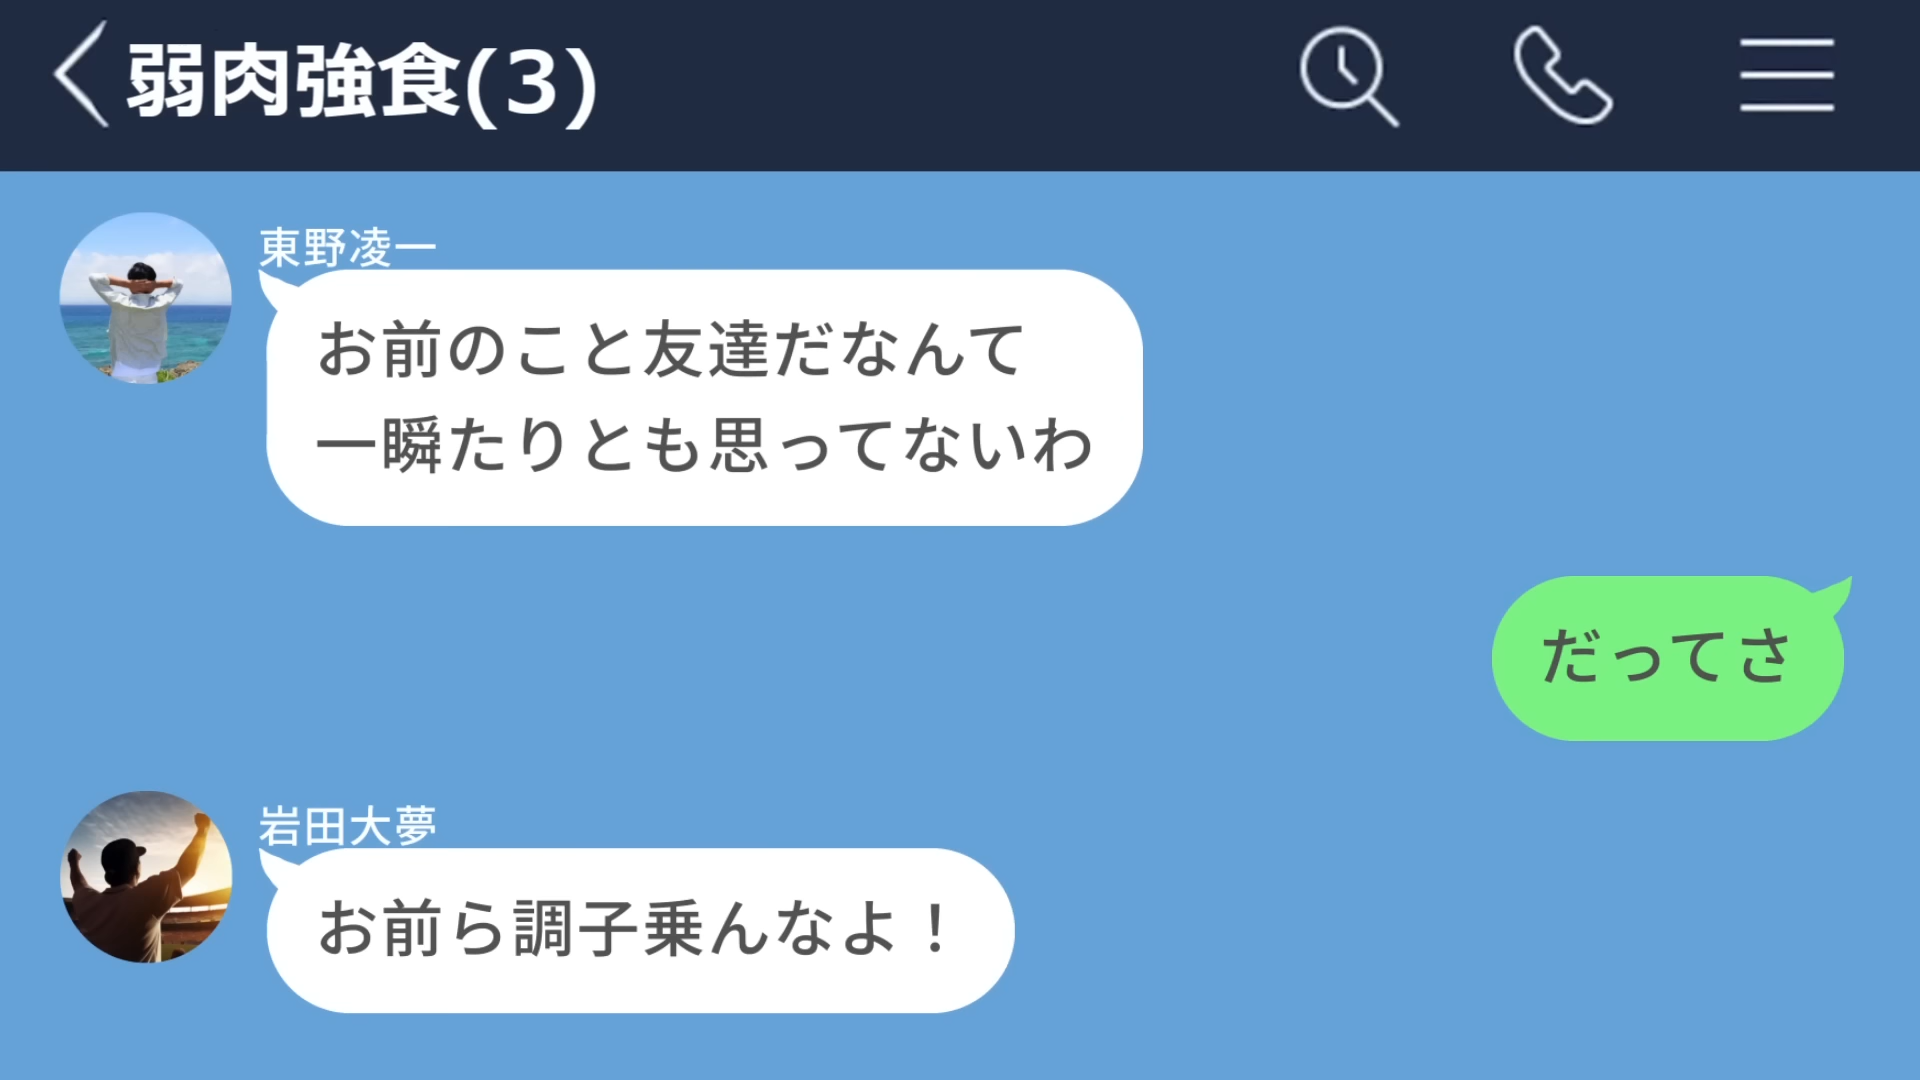 弱肉強食(3)
東野凌一
お前のこと友達だなんて
一瞬たりとも思ってないわ
だってさ
岩田大夢
お前ら調子乗んなよ！